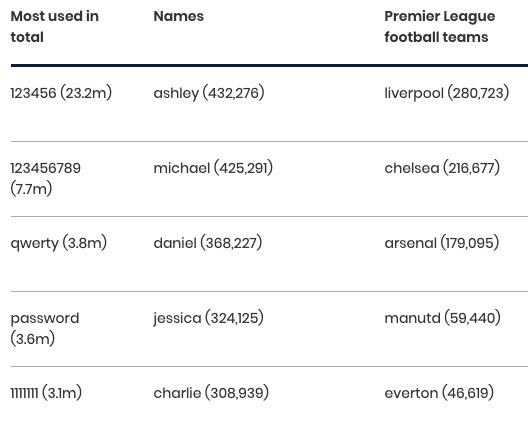 Most used in total
Names
Premier League football teams
123456 (23.2m)
ashley (432,276)
liverpool (280,723)
123456789 (7.7m)
michael (425,291)
chelsea (216,677)
qwerty (3.8m)
daniel (368,227)
arsenal (179,095)
password (3.6m)
jessica (324,125)
manutd (59,440)
1111111 (3.1m)
charlie (308,939)
everton (46,619)